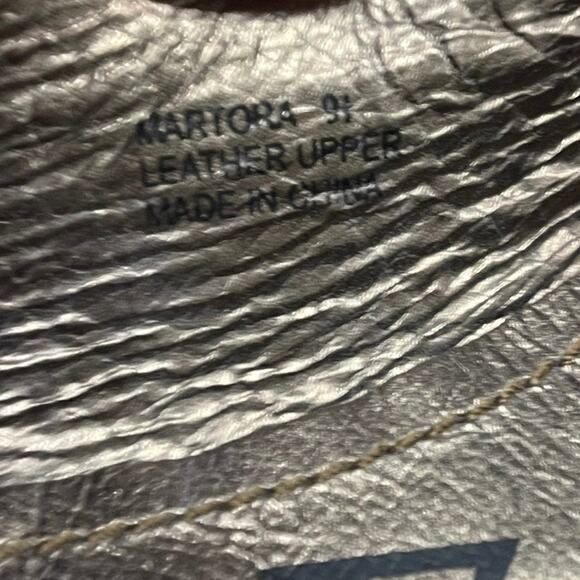 MARTORA 9½
LEATHER UPPER
MADE IN CHINA